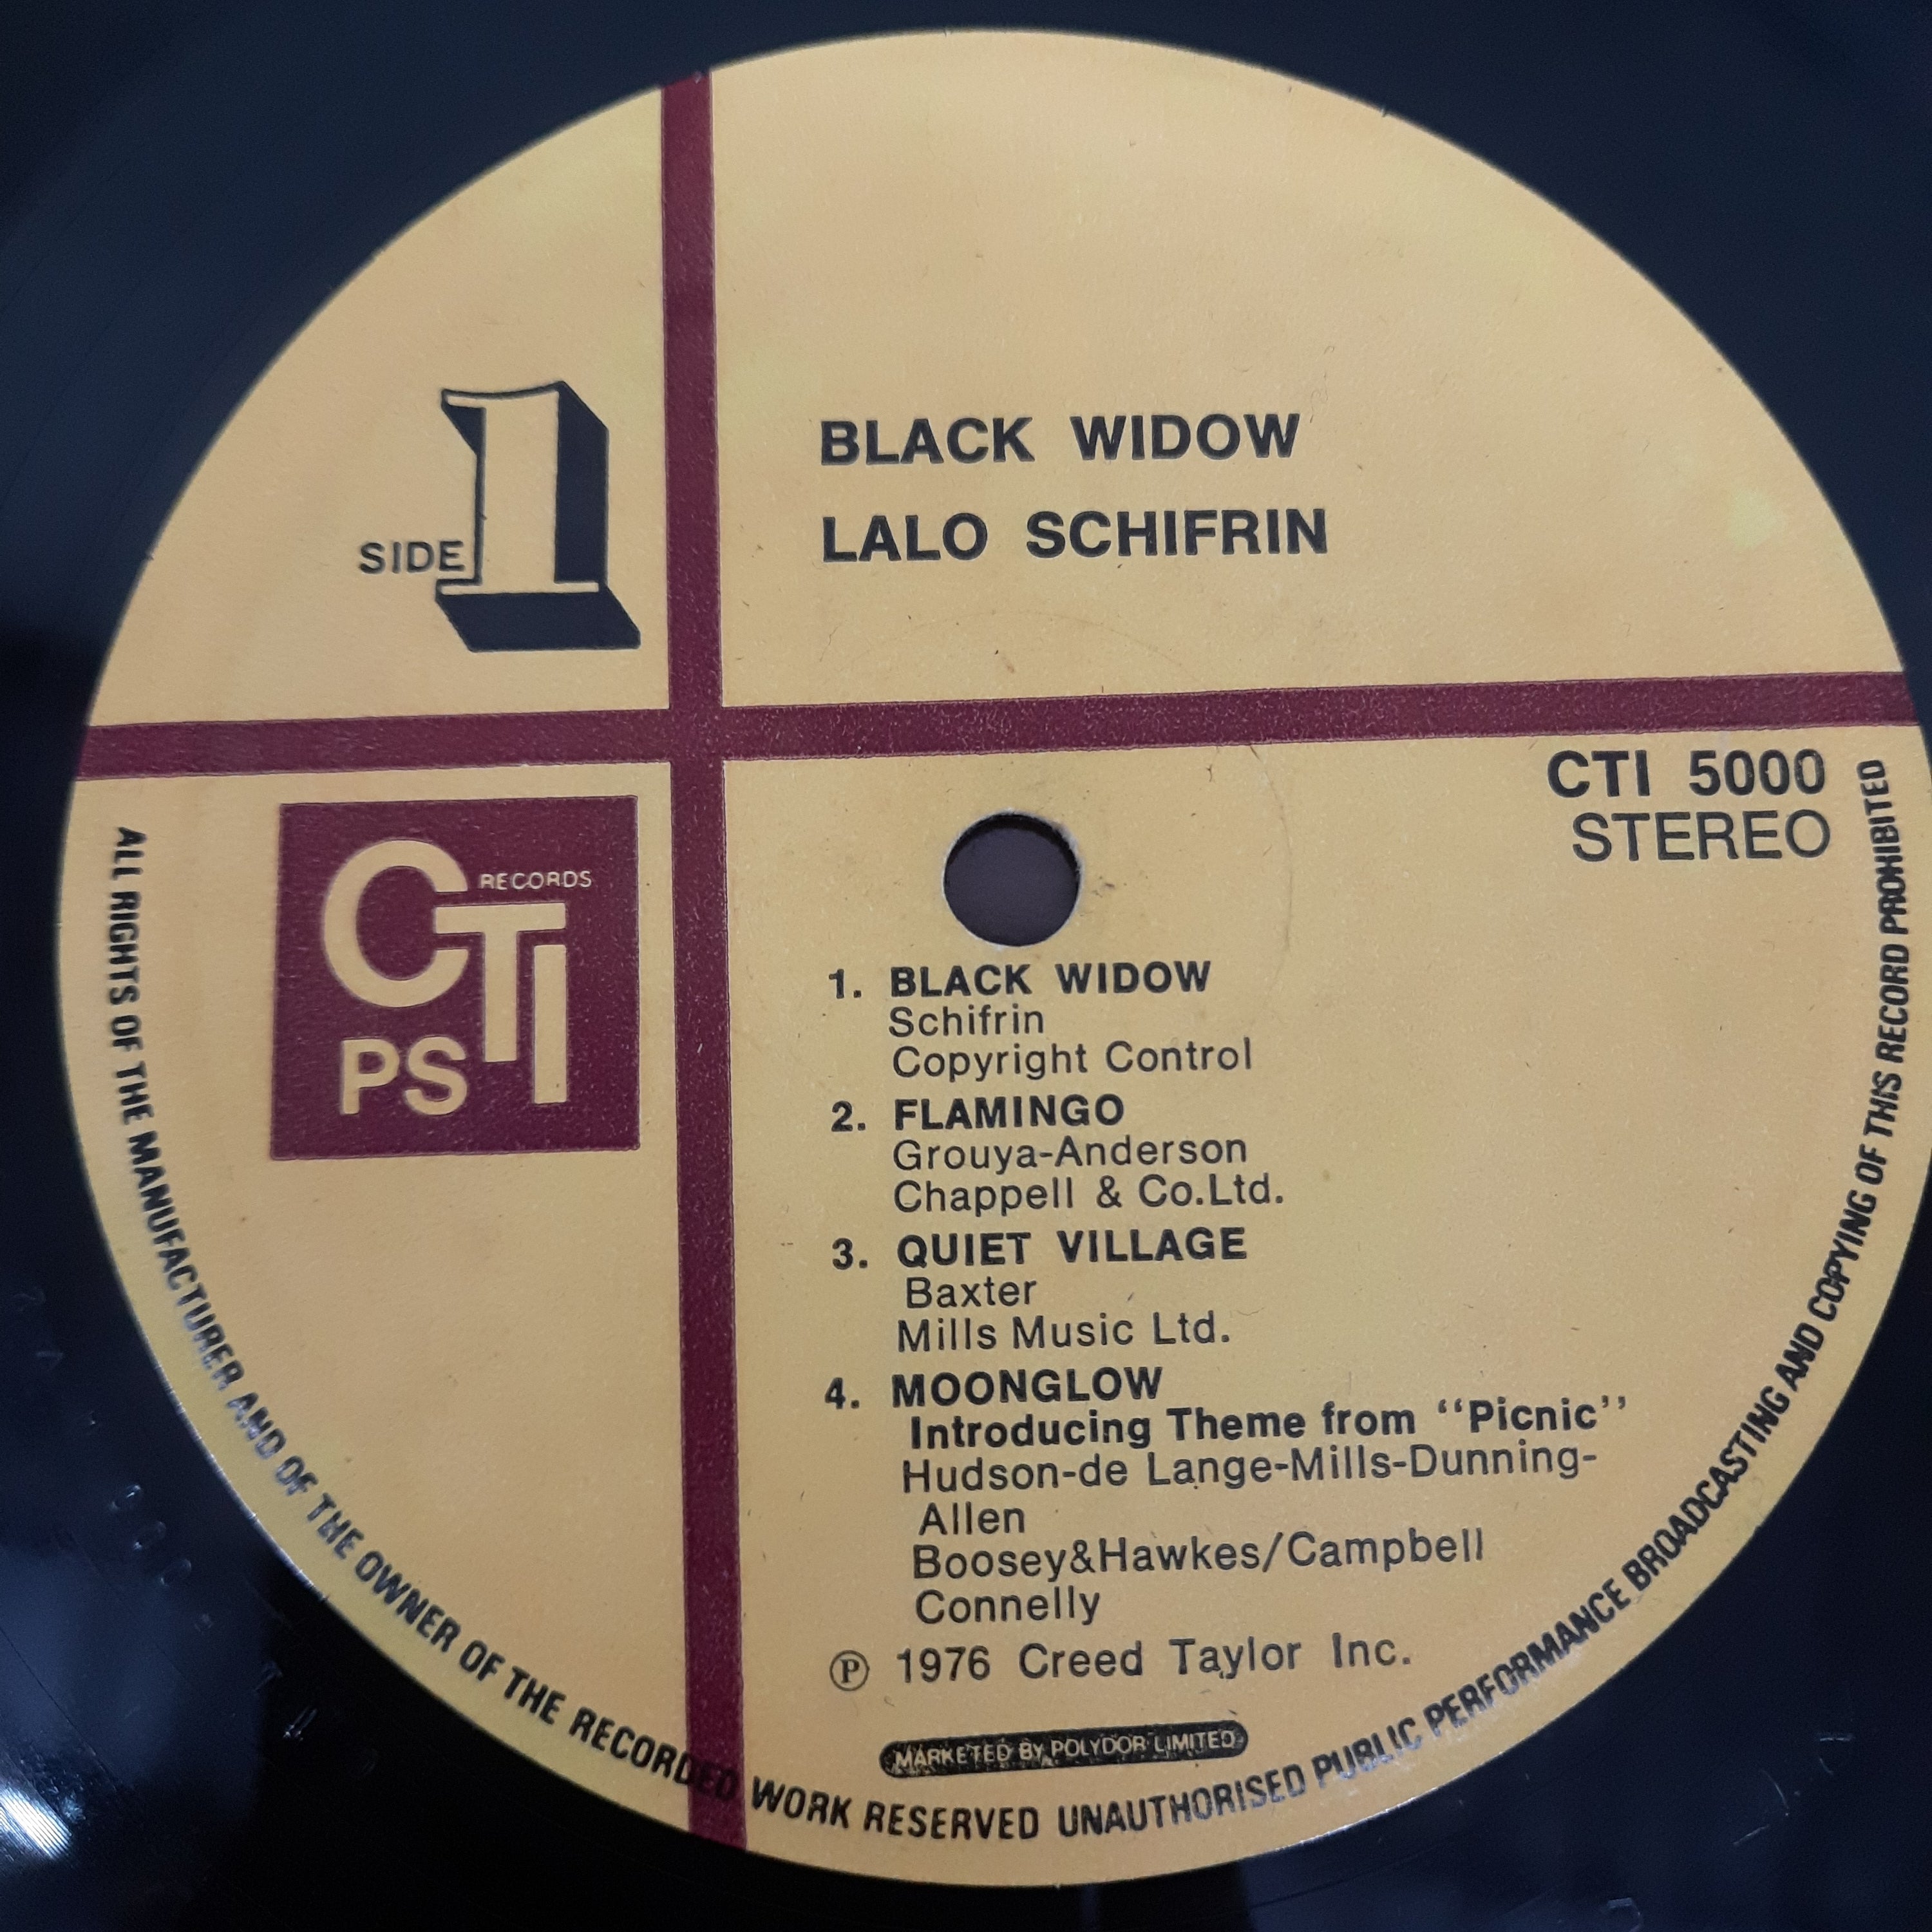 SIDE 1
BLACK WIDOW
LALO SCHIFRIN
CTI 5000
STEREO
CTI RECORDS
PS
1. BLACK WIDOW
Schifrin
Copyright Control
2. FLAMINGO
Grouya-Anderson
Chappell & Co.Ltd.
3. QUIET VILLAGE
Baxter
Mills Music Ltd.
4. MOONGLOW
Introducing Theme from ‘‘Picnic’’
Hudson-de Lange-Mills-Dunning-
Allen
Boosey&Hawkes/Campbell
Connelly
℗ 1976 Creed Taylor Inc.
MARKETED BY POLYDOR LIMITED
ALL RIGHTS OF THE MANUFACTURER AND OF THE OWNER OF THE RECORDED WORK RESERVED UNAUTHORISED PUBLIC PERFORMANCE BROADCASTING AND COPYING OF THIS RECORD PROHIBITED